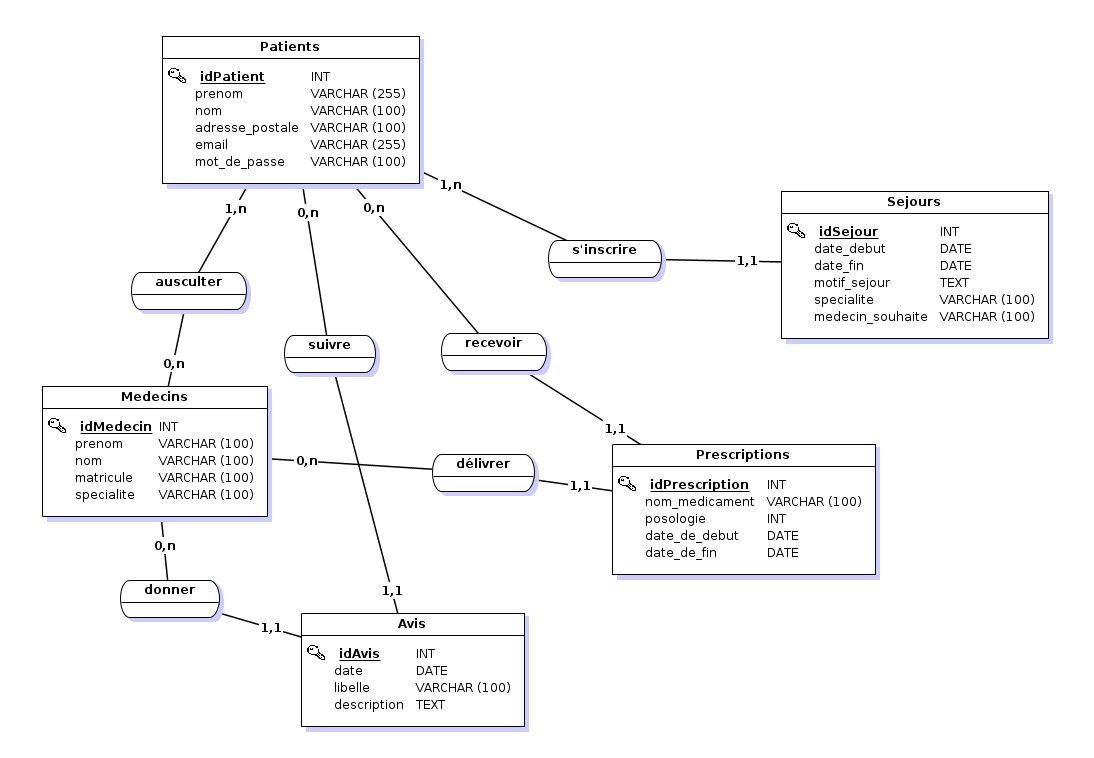 Patients
idPatient INT
prenom VARCHAR (255)
nom VARCHAR (100)
adresse_postale VARCHAR (100)
email VARCHAR (255)
mot_de_passe VARCHAR (100)
1,n
0,n
0,n
1,n
s'inscrire
1,1
Sejours
idSejour INT
date_debut DATE
date_fin DATE
motif_sejour TEXT
specialite VARCHAR (100)
medecin_souhaite VARCHAR (100)
ausculter
suivre
recevoir
0,n
1,1
Medecins
idMedecin INT
prenom VARCHAR (100)
nom VARCHAR (100)
matricule VARCHAR (100)
specialite VARCHAR (100)
0,n
délivrer
1,1
Prescriptions
idPrescription INT
nom_medicament VARCHAR (100)
posologie INT
date_de_debut DATE
date_de_fin DATE
0,n
donner
1,1
1,1
Avis
idAvis INT
date DATE
libelle VARCHAR (100)
description TEXT